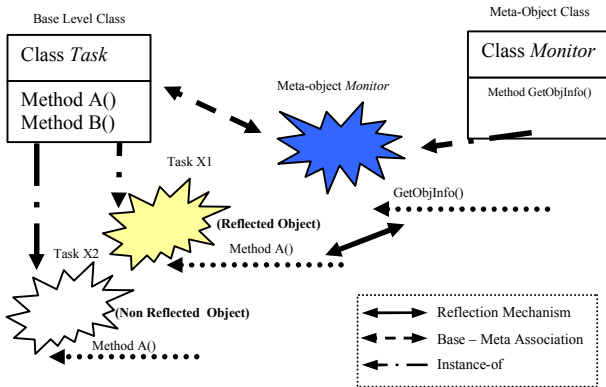 Base Level Class
Meta-Object Class
Class Task
Class Monitor
Meta-object Monitor
Method A()
Method B()
Method GetObjInfo()
Task X1
GetObjInfo()
(Reflected Object)
Method A()
Task X2
(Non Reflected Object)
Method A()
Reflection Mechanism
Base – Meta Association
Instance-of